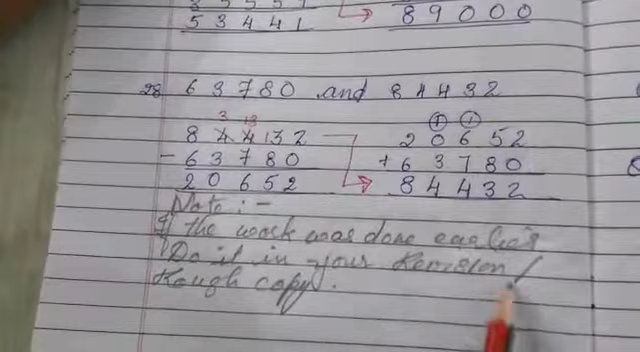 5 3 4 4 1
8 9 0 0 0
28 6 3 7 8 0 and 8 4 4 3 2
3 13
8 4 4 13 2
- 6 3 7 8 0
2 0 6 5 2
1 1
2 0 6 5 2
+ 6 3 7 8 0
8 4 4 3 2
Note : -
If the work was done earlier
Do it in your Revision /
Rough copy.